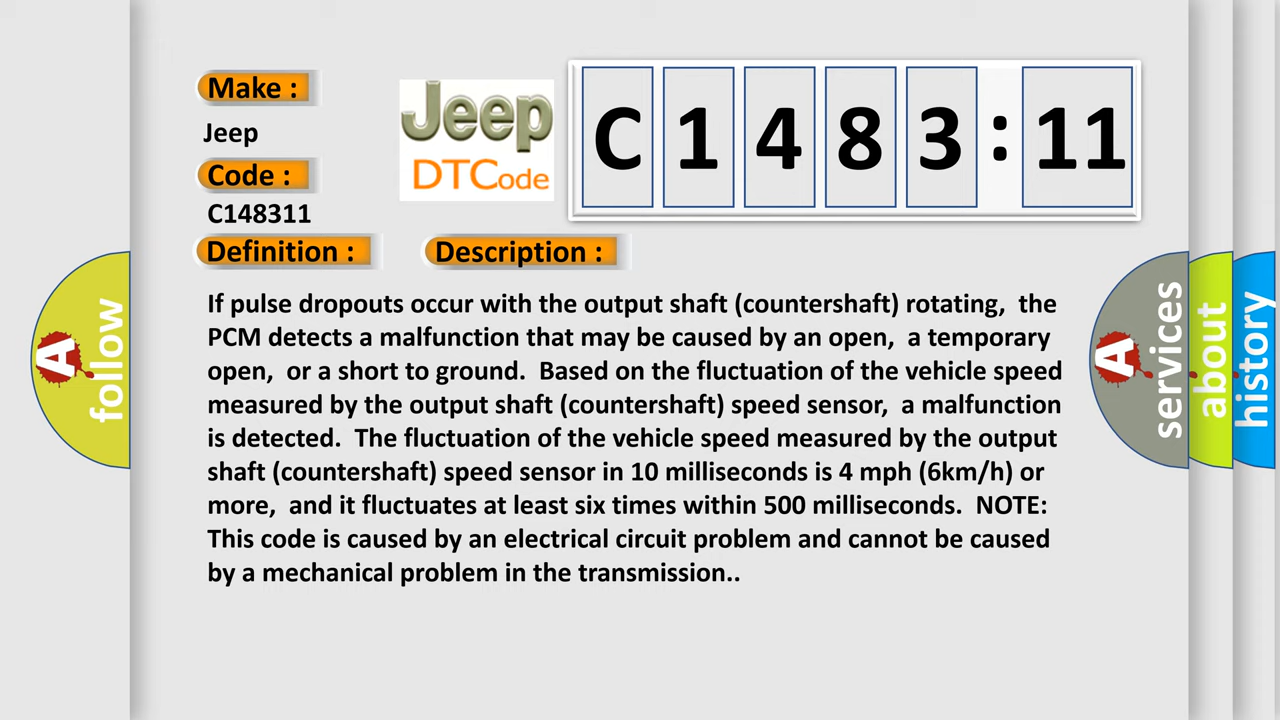 Make :
Jeep
Code :
C148311
Jeep
DTCode
C1483:11
Definition :
Description :
If pulse dropouts occur with the output shaft (countershaft) rotating,  the
PCM detects a malfunction that may be caused by an open,  a temporary
open,  or a short to ground.  Based on the fluctuation of the vehicle speed
measured by the output shaft (countershaft) speed sensor,  a malfunction
is detected.  The fluctuation of the vehicle speed measured by the output
shaft (countershaft) speed sensor in 10 milliseconds is 4 mph (6km/h) or
more,  and it fluctuates at least six times within 500 milliseconds.  NOTE:
This code is caused by an electrical circuit problem and cannot be caused
by a mechanical problem in the transmission..
A
follow
A
services
about
history